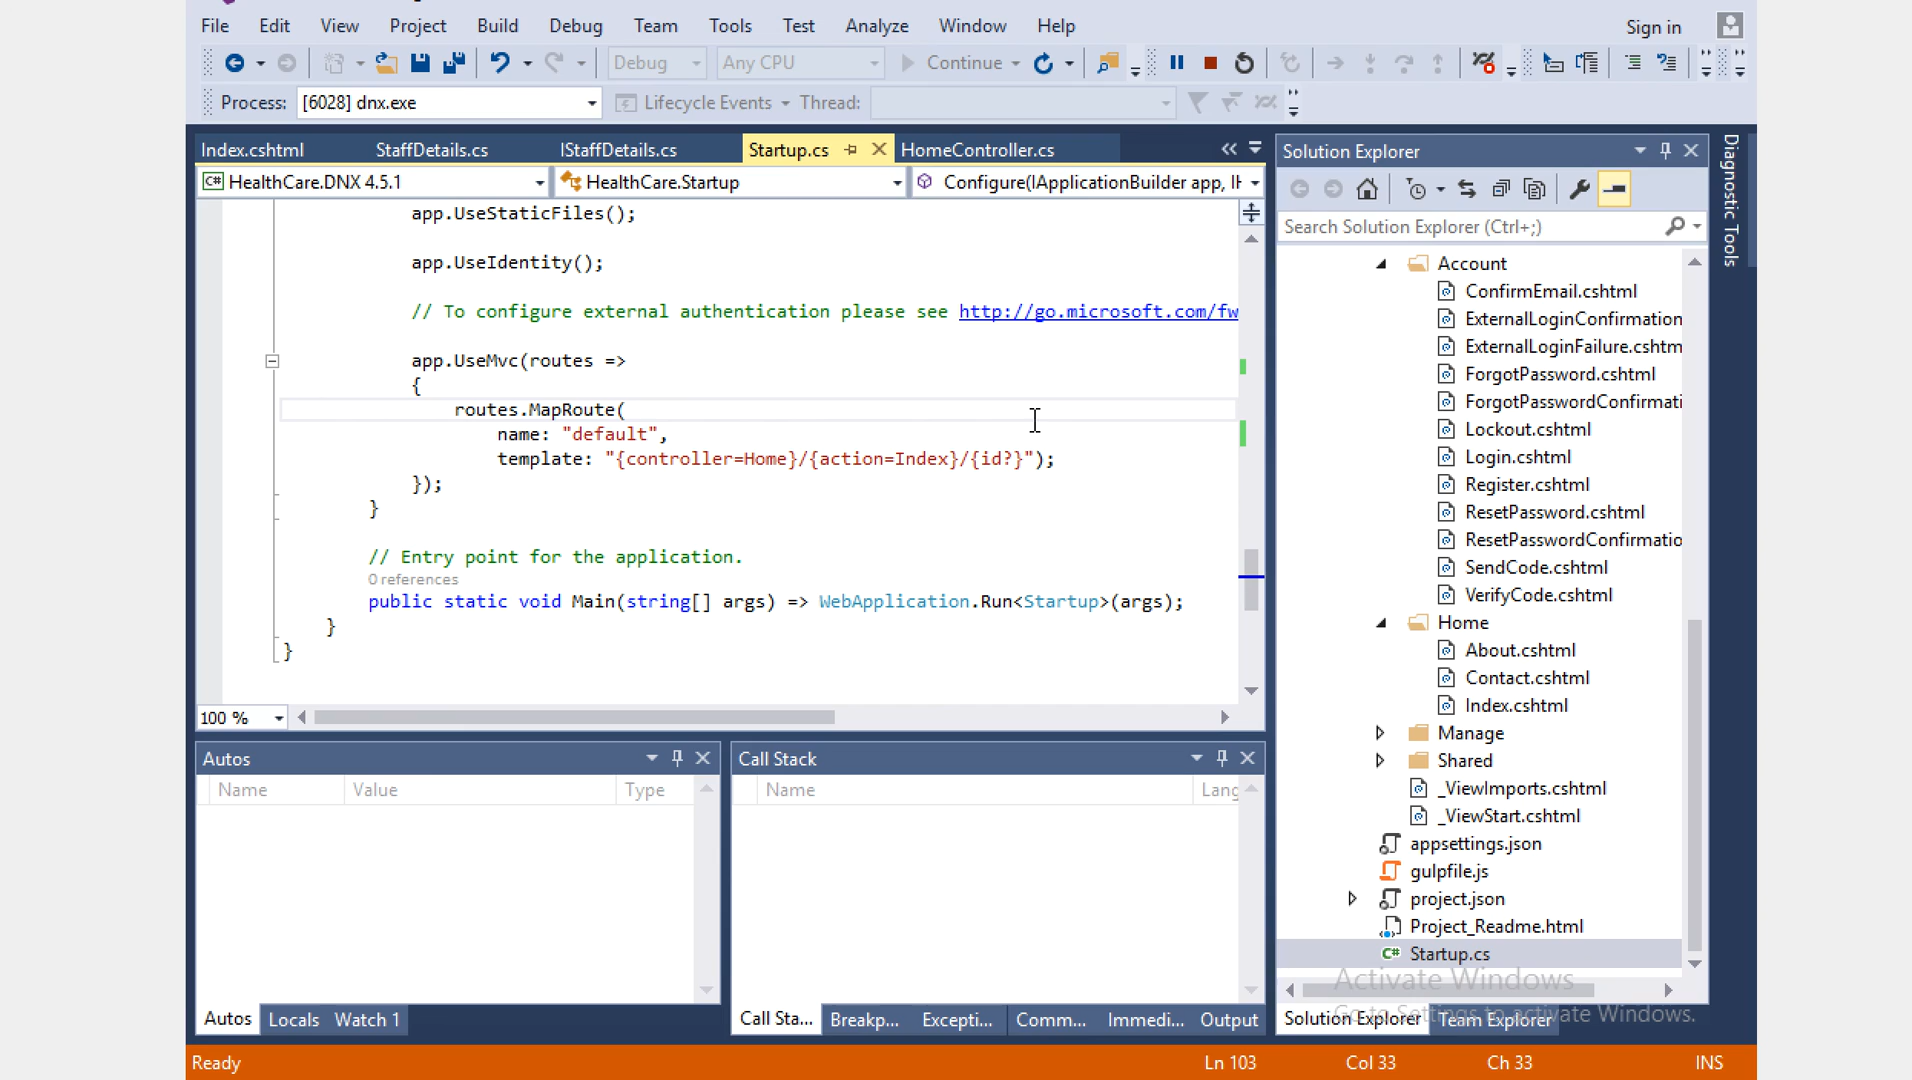 File Edit View Project Build Debug Team Tools Test Analyze Window Help
Sign in
Debug Any CPU Continue
Process: [6028] dnx.exe Lifecycle Events Thread:
Index.cshtml StaffDetails.cs IStaffDetails.cs Startup.cs HomeController.cs
HealthCare.DNX 4.5.1 HealthCare.Startup Configure(IApplicationBuilder app, IH
app.UseStaticFiles();
app.UseIdentity();
// To configure external authentication please see http://go.microsoft.com/fw
app.UseMvc(routes =>
{
routes.MapRoute(
name: "default",
template: "{controller=Home}/{action=Index}/{id?}");
});
}
// Entry point for the application.
0 references
public static void Main(string[] args) => WebApplication.Run<Startup>(args);
}
}
100 %
Autos
Name Value Type
Autos Locals Watch 1
Call Stack
Name Lang
Call Sta... Breakp... Excepti... Comm... Immedi... Output
Solution Explorer
Search Solution Explorer (Ctrl+;)
Account
ConfirmEmail.cshtml
ExternalLoginConfirmation
ExternalLoginFailure.cshtm
ForgotPassword.cshtml
ForgotPasswordConfirmati
Lockout.cshtml
Login.cshtml
Register.cshtml
ResetPassword.cshtml
ResetPasswordConfirmatio
SendCode.cshtml
VerifyCode.cshtml
Home
About.cshtml
Contact.cshtml
Index.cshtml
Manage
Shared
_ViewImports.cshtml
_ViewStart.cshtml
appsettings.json
gulpfile.js
project.json
Project_Readme.html
Startup.cs
Activate Windows
Go to Settings to activate Windows.
Solution Explorer Team Explorer
Diagnostic Tools
Ready Ln 103 Col 33 Ch 33 INS